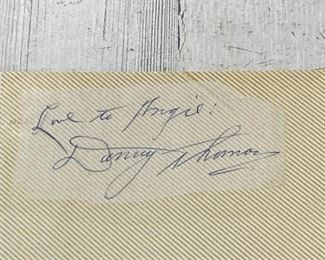 Love to Angie:
Danny Thomas